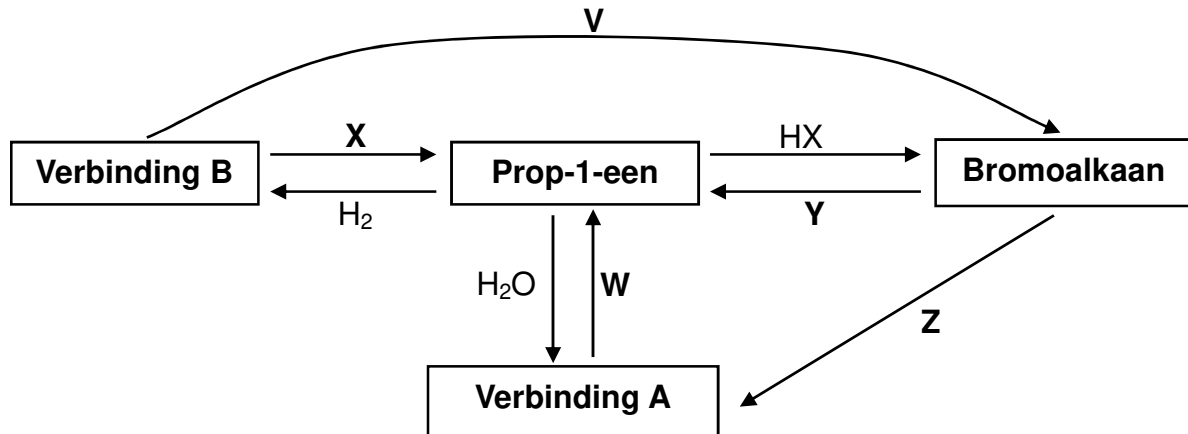 V
X
HX
Verbinding B
Prop-1-een
Bromoalkaan
H₂
Y
H₂O
W
Z
Verbinding A